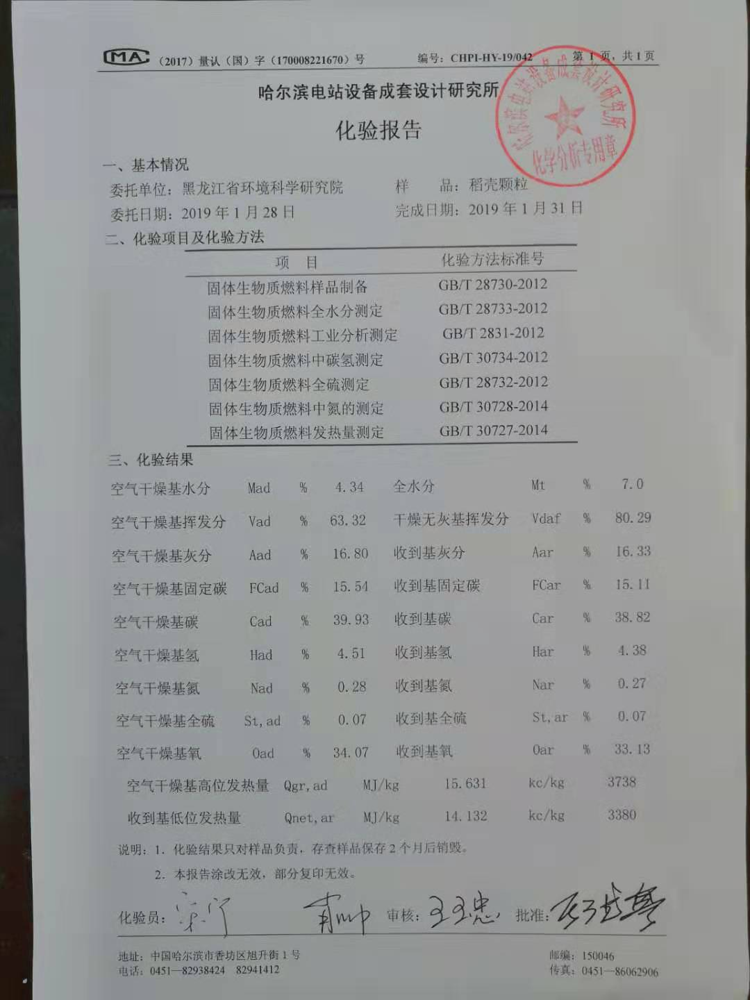 CMA （2017）量认（国）字（170008221670）号 编号：CHPI-HY-19/042 第 1 页，共 1 页
哈尔滨电站设备成套设计研究所
化验报告
哈尔滨电站设备成套设计研究所
化学分析专用章
一、基本情况
委托单位：黑龙江省环境科学研究院 样 品：稻壳颗粒
委托日期：2019 年 1 月 28 日 完成日期：2019 年 1 月 31 日
二、化验项目及化验方法
项 目 化验方法标准号
固体生物质燃料样品制备 GB/T 28730-2012
固体生物质燃料全水分测定 GB/T 28733-2012
固体生物质燃料工业分析测定 GB/T 2831-2012
固体生物质燃料中碳氢测定 GB/T 30734-2012
固体生物质燃料全硫测定 GB/T 28732-2012
固体生物质燃料中氮的测定 GB/T 30728-2014
固体生物质燃料发热量测定 GB/T 30727-2014
三、化验结果
空气干燥基水分 Mad % 4.34 全水分 Mt % 7.0
空气干燥基挥发分 Vad % 63.32 干燥无灰基挥发分 Vdaf % 80.29
空气干燥基灰分 Aad % 16.80 收到基灰分 Aar % 16.33
空气干燥基固定碳 FCad % 15.54 收到基固定碳 FCar % 15.11
空气干燥基碳 Cad % 39.93 收到基碳 Car % 38.82
空气干燥基氢 Had % 4.51 收到基氢 Har % 4.38
空气干燥基氮 Nad % 0.28 收到基氮 Nar % 0.27
空气干燥基全硫 St,ad % 0.07 收到基全硫 St,ar % 0.07
空气干燥基氧 Oad % 34.07 收到基氧 Oar % 33.13
空气干燥基高位发热量 Qgr,ad MJ/kg 15.631 kc/kg 3738
收到基低位发热量 Qnet,ar MJ/kg 14.132 kc/kg 3380
说明：1. 化验结果只对样品负责，存查样品保存 2 个月后销毁。
2. 本报告涂改无效，部分复印无效。
化验员： 审核： 批准：
地址：中国哈尔滨市香坊区旭升街 1 号 邮编：150046
电话：0451—82938424 82941412 传真：0451—86062906